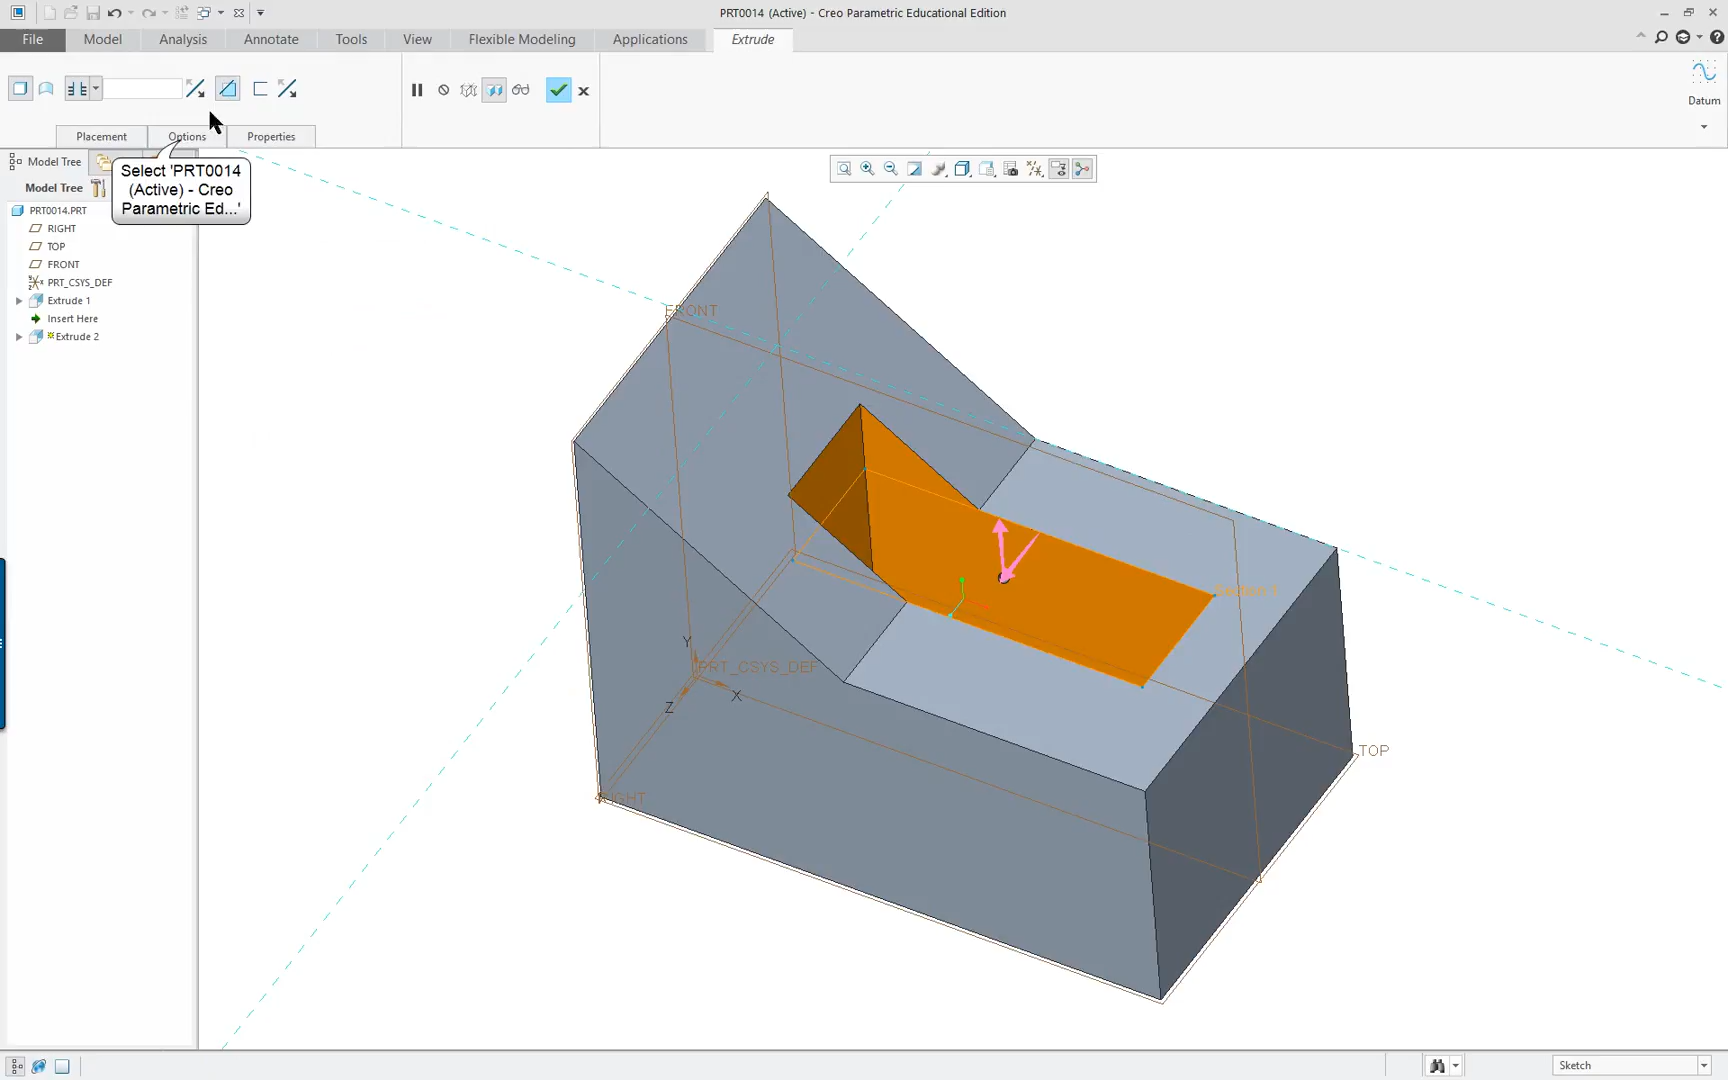 PRT0014 (Active) - Creo Parametric Educational Edition
File Model Analysis Annotate Tools View Flexible Modeling Applications Extrude
Datum
Placement Options Properties
Model Tree
Select 'PRT0014
(Active) - Creo
Parametric Ed...'
Model Tree
PRT0014.PRT
RIGHT
TOP
FRONT
PRT_CSYS_DEF
Extrude 1
Insert Here
Extrude 2
FRONT
Section 1
Y
PRT_CSYS_DEF
X
Z
TOP
RIGHT
Sketch